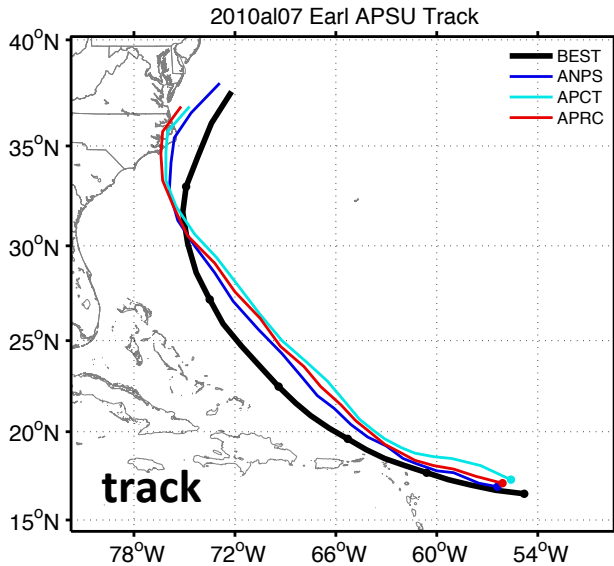 2010al07 Earl APSU Track
40°N
35°N
30°N
25°N
20°N
15°N
BEST
ANPS
APCT
APRC
track
78°W 72°W 66°W 60°W 54°W